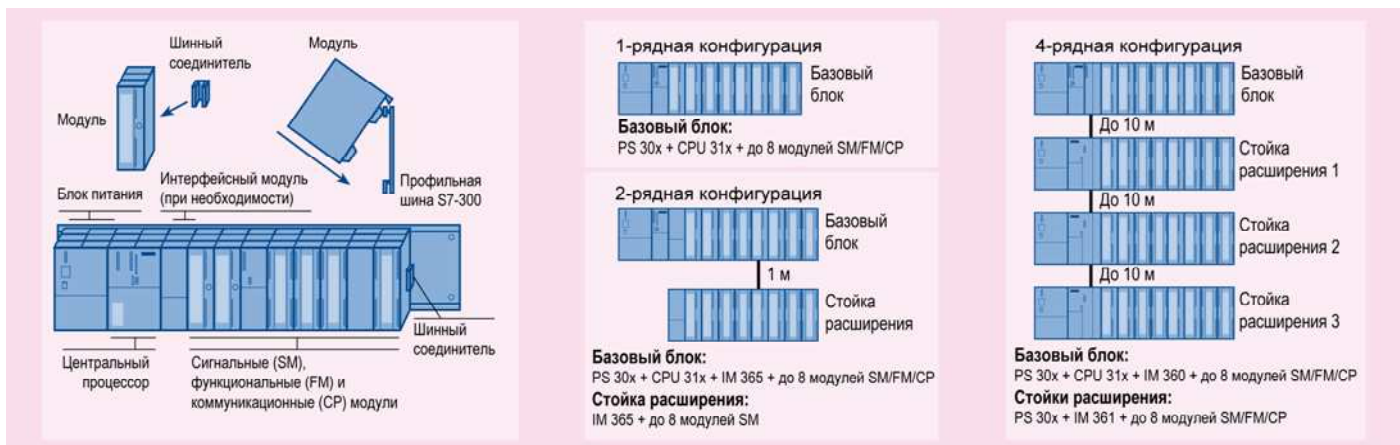 Шинный
соединитель
Модуль
Модуль
Профильная
шина S7-300
Блок питания
Интерфейсный модуль
(при необходимости)
Шинный
соединитель
Центральный
процессор
Сигнальные (SM),
функциональные (FM) и
коммуникационные (CP) модули
1-рядная конфигурация
Базовый
блок
Базовый блок:
PS 30x + CPU 31x + до 8 модулей SM/FM/CP
2-рядная конфигурация
Базовый
блок
1 м
Стойка
расширения
Базовый блок:
PS 30x + CPU 31x + IM 365 + до 8 модулей SM/FM/CP
Стойка расширения:
IM 365 + до 8 модулей SM
4-рядная конфигурация
Базовый
блок
До 10 м
Стойка
расширения 1
До 10 м
Стойка
расширения 2
До 10 м
Стойка
расширения 3
Базовый блок:
PS 30x + CPU 31x + IM 360 + до 8 модулей SM/FM/CP
Стойки расширения:
PS 30x + IM 361 + до 8 модулей SM/FM/CP